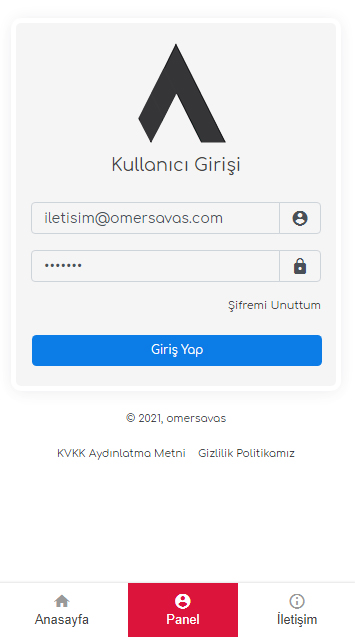 Kullanıcı Girişi
iletisim@omersavas.com
•••••••
Şifremi Unuttum
Giriş Yap
© 2021, omersavas
KVKK Aydınlatma Metni Gizlilik Politikamız
Anasayfa Panel İletişim